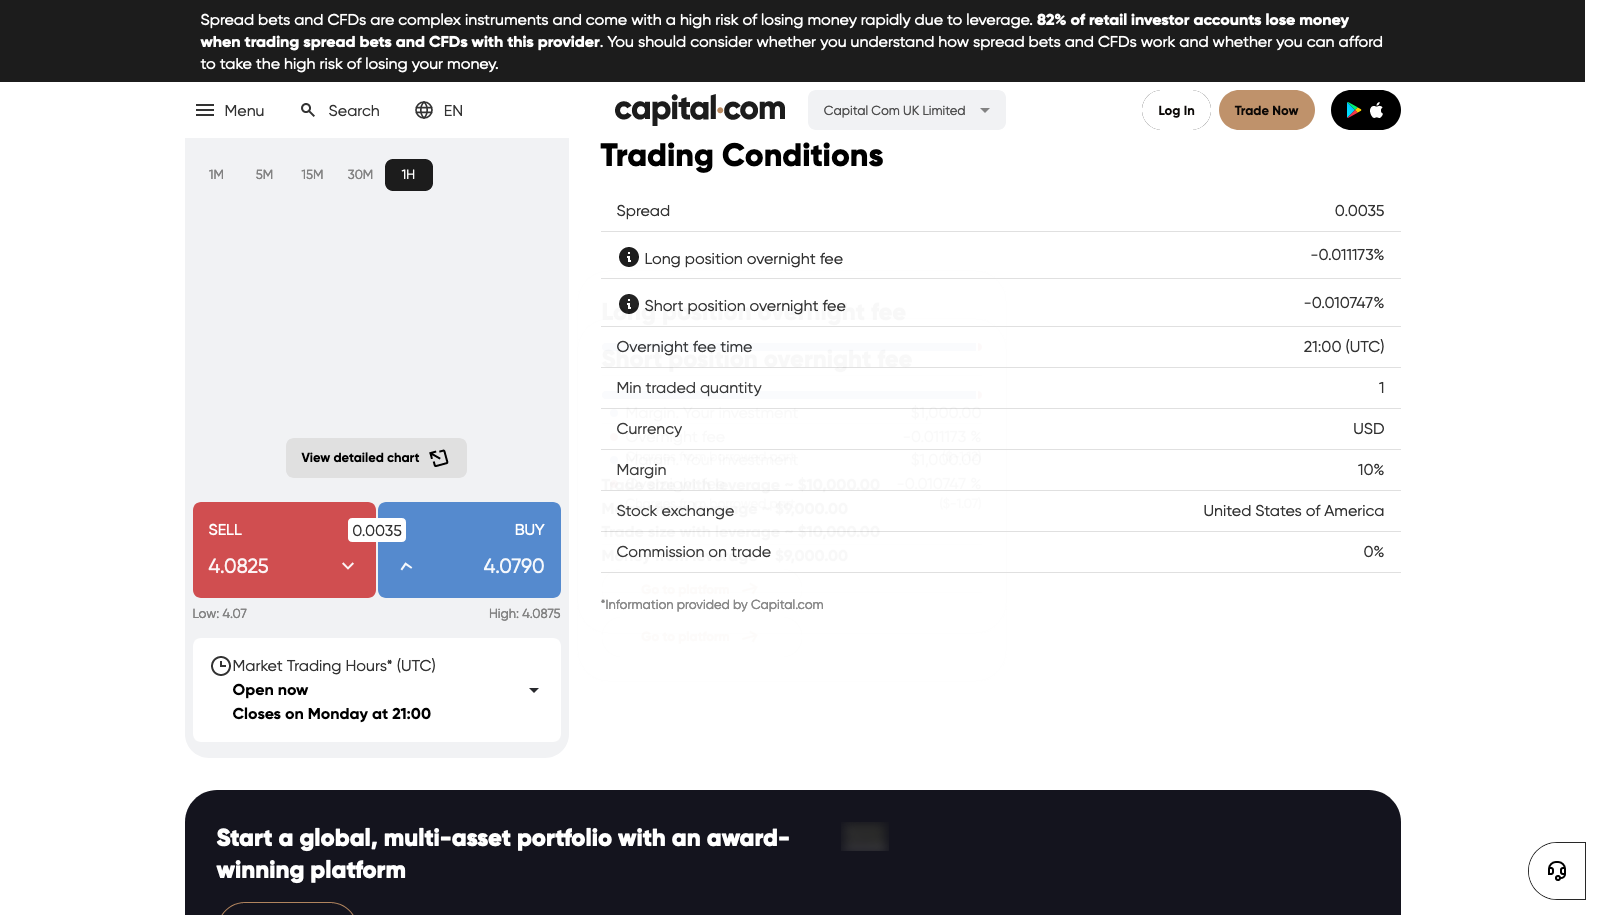 Spread bets and CFDs are complex instruments and come with a high risk of losing money rapidly due to leverage. 82% of retail investor accounts lose money
when trading spread bets and CFDs with this provider. You should consider whether you understand how spread bets and CFDs work and whether you can afford
to take the high risk of losing your money.
Menu Search EN capital.com Capital Com UK Limited Log In Trade Now
1M 5M 15M 30M 1H
View detailed chart
SELL 0.0035 BUY
4.0825 4.0790
Low: 4.07 High: 4.0875
Market Trading Hours* (UTC)
Open now
Closes on Monday at 21:00
Trading Conditions
Spread 0.0035
Long position overnight fee -0.011173%
Short position overnight fee -0.010747%
Overnight fee time 21:00 (UTC)
Min traded quantity 1
Currency USD
Margin 10%
Stock exchange United States of America
Commission on trade 0%
*Information provided by Capital.com
Start a global, multi-asset portfolio with an award-
winning platform